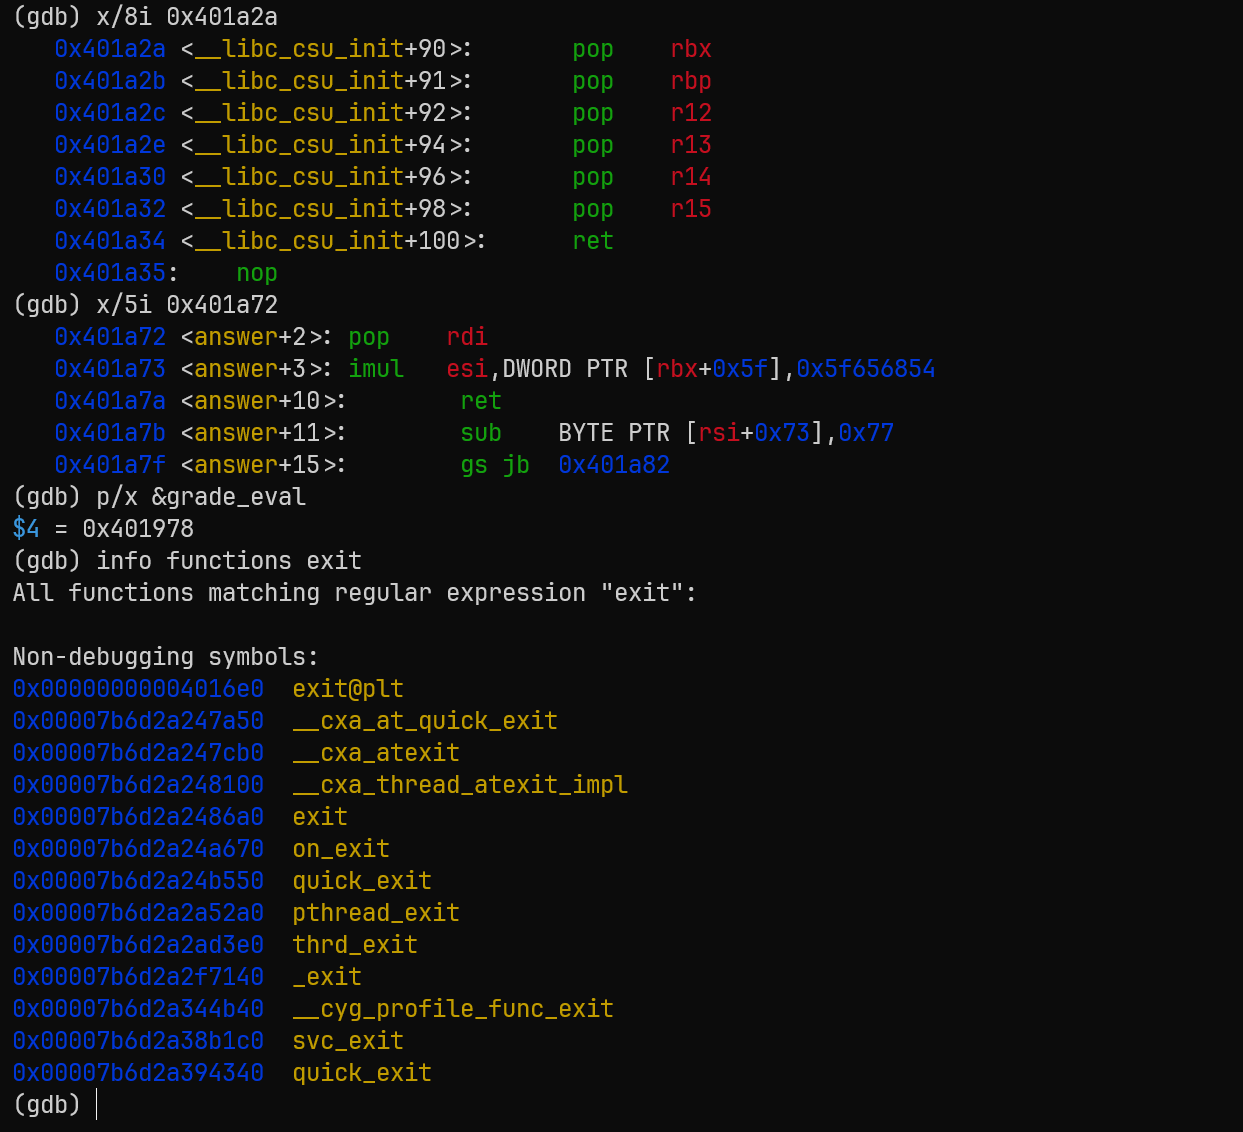 (gdb) x/8i 0x401a2a
   0x401a2a <__libc_csu_init+90>:       pop    rbx
   0x401a2b <__libc_csu_init+91>:       pop    rbp
   0x401a2c <__libc_csu_init+92>:       pop    r12
   0x401a2e <__libc_csu_init+94>:       pop    r13
   0x401a30 <__libc_csu_init+96>:       pop    r14
   0x401a32 <__libc_csu_init+98>:       pop    r15
   0x401a34 <__libc_csu_init+100>:      ret
   0x401a35:    nop
(gdb) x/5i 0x401a72
   0x401a72 <answer+2>: pop    rdi
   0x401a73 <answer+3>: imul   esi,DWORD PTR [rbx+0x5f],0x5f656854
   0x401a7a <answer+10>:        ret
   0x401a7b <answer+11>:        sub    BYTE PTR [rsi+0x73],0x77
   0x401a7f <answer+15>:        gs jb  0x401a82
(gdb) p/x &grade_eval
$4 = 0x401978
(gdb) info functions exit
All functions matching regular expression "exit":

Non-debugging symbols:
0x00000000004016e0  exit@plt
0x00007b6d2a247a50  __cxa_at_quick_exit
0x00007b6d2a247cb0  __cxa_atexit
0x00007b6d2a248100  __cxa_thread_atexit_impl
0x00007b6d2a2486a0  exit
0x00007b6d2a24a670  on_exit
0x00007b6d2a24b550  quick_exit
0x00007b6d2a2a52a0  pthread_exit
0x00007b6d2a2ad3e0  thrd_exit
0x00007b6d2a2f7140  _exit
0x00007b6d2a344b40  __cyg_profile_func_exit
0x00007b6d2a38b1c0  svc_exit
0x00007b6d2a394340  quick_exit
(gdb)